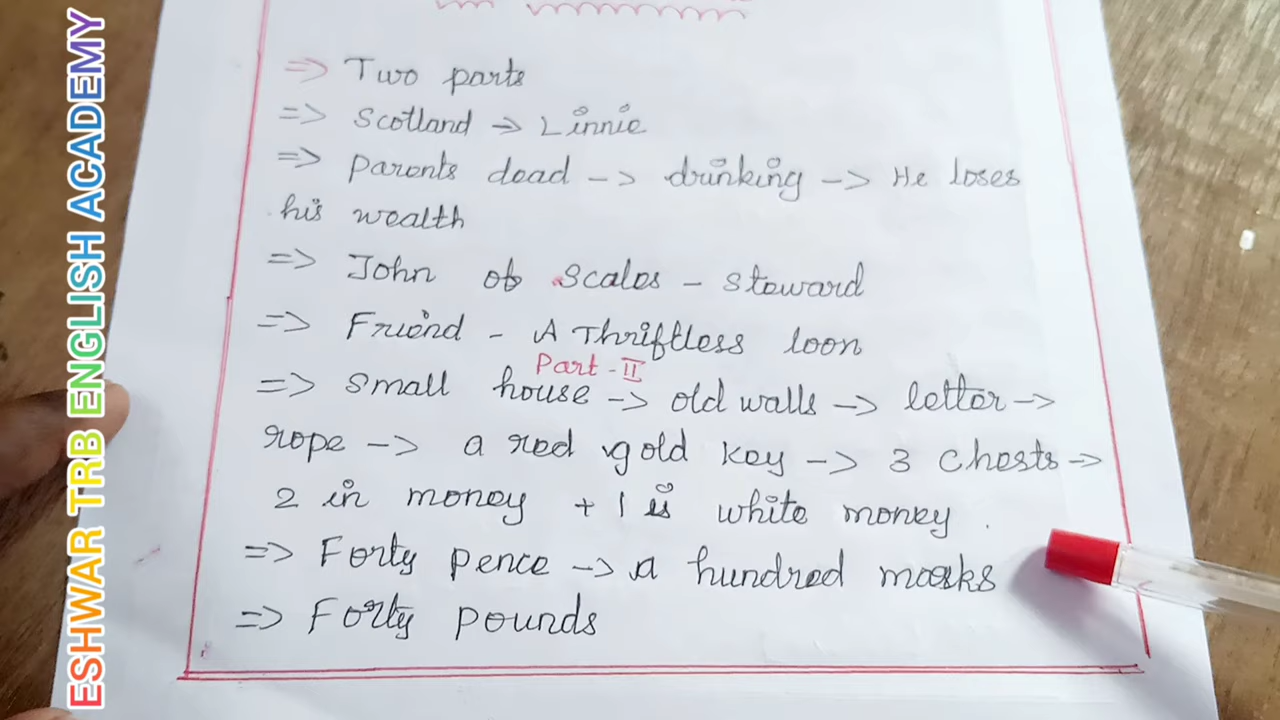 ESHWAR TRB ENGLISH ACADEMY
=> Two parts
=> Scotland -> Linnie
=> parents dead -> drinking -> He loses
his wealth
=> John of Scales - steward
=> Friend - A Thriftless loon
Part - II
=> small house -> old walls -> letter ->
rope -> a red gold key -> 3 chests ->
2 in money + 1 is white money.
=> Forty pence -> a hundred marks
=> Forty pounds